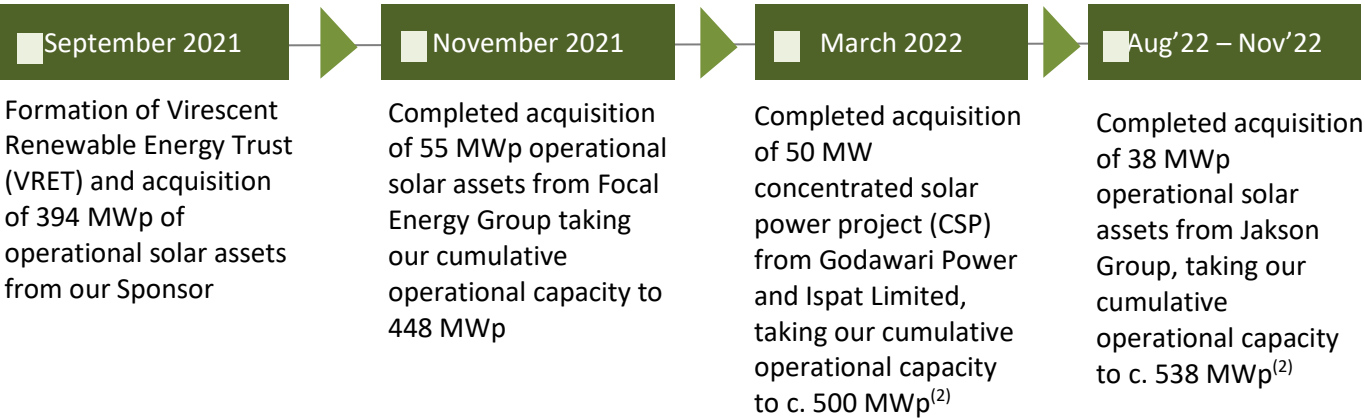 September 2021
Formation of Virescent
Renewable Energy Trust
(VRET) and acquisition
of 394 MWp of
operational solar assets
from our Sponsor
November 2021
Completed acquisition
of 55 MWp operational
solar assets from Focal
Energy Group taking
our cumulative
operational capacity to
448 MWp
March 2022
Completed acquisition
of 50 MW
concentrated solar
power project (CSP)
from Godawari Power
and Ispat Limited,
taking our cumulative
operational capacity
to c. 500 MWp(2)
Aug’22 – Nov’22
Completed acquisition
of 38 MWp
operational solar
assets from Jakson
Group, taking our
cumulative
operational capacity
to c. 538 MWp(2)